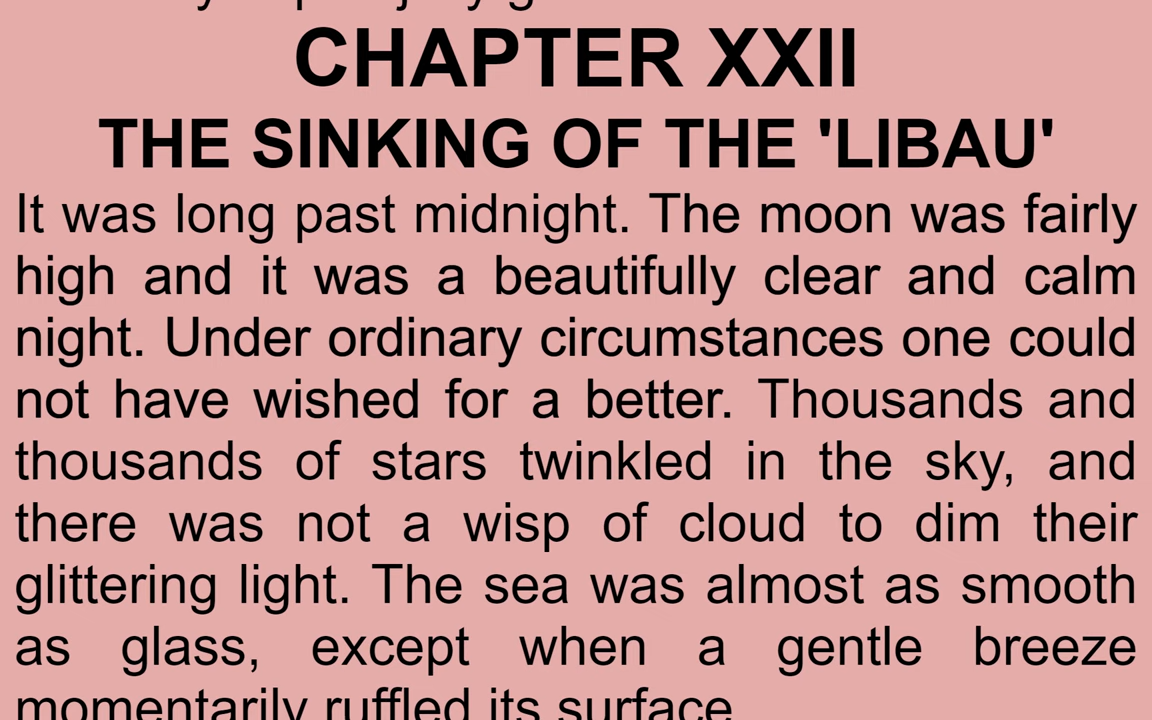 CHAPTER XXII
THE SINKING OF THE 'LIBAU'
It was long past midnight. The moon was fairly
high and it was a beautifully clear and calm
night. Under ordinary circumstances one could
not have wished for a better. Thousands and
thousands of stars twinkled in the sky, and
there was not a wisp of cloud to dim their
glittering light. The sea was almost as smooth
as glass, except when a gentle breeze
momentarily ruffled its surface.